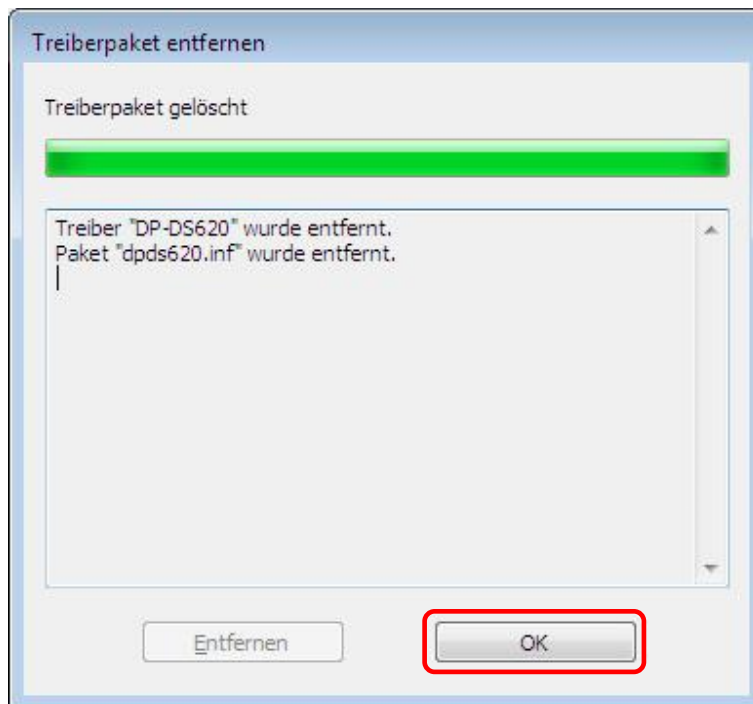 Treiberpaket entfernen
Treiberpaket gelöscht
Treiber "DP-DS620" wurde entfernt.
Paket "dpds620.inf" wurde entfernt.
Entfernen
OK